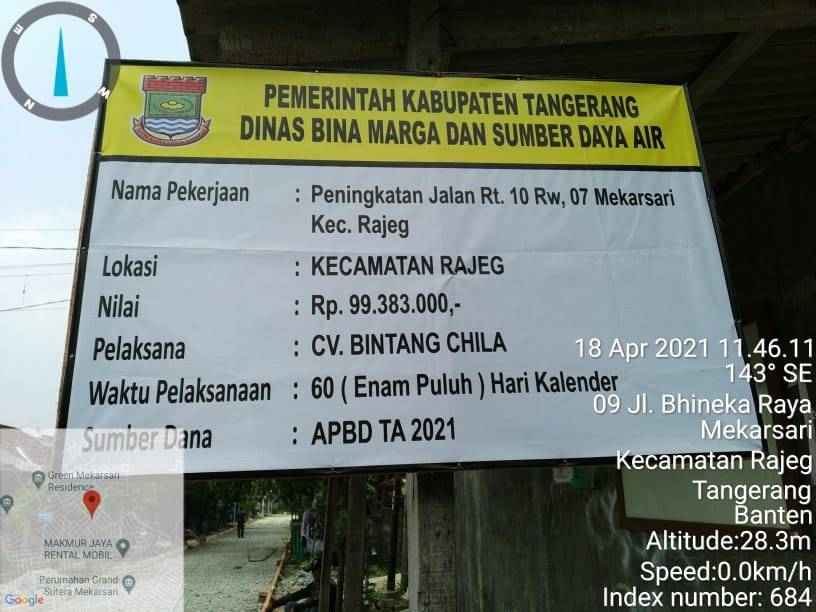 S
E
N
W
PEMERINTAH KABUPATEN TANGERANG
DINAS BINA MARGA DAN SUMBER DAYA AIR
Nama Pekerjaan : Peningkatan Jalan Rt. 10 Rw, 07 Mekarsari
Kec. Rajeg
Lokasi : KECAMATAN RAJEG
Nilai : Rp. 99.383.000,-
Pelaksana : CV. BINTANG CHILA
Waktu Pelaksanaan : 60 ( Enam Puluh ) Hari Kalender
Sumber Dana : APBD TA 2021
18 Apr 2021 11.46.11
143° SE
09 Jl. Bhineka Raya
Mekarsari
Kecamatan Rajeg
Tangerang
Banten
Altitude:28.3m
Speed:0.0km/h
Index number: 684
Green Mekarsari
Residence
MAKMUR JAYA
RENTAL MOBIL
Perumahan Grand
Sutera Mekarsari
Google